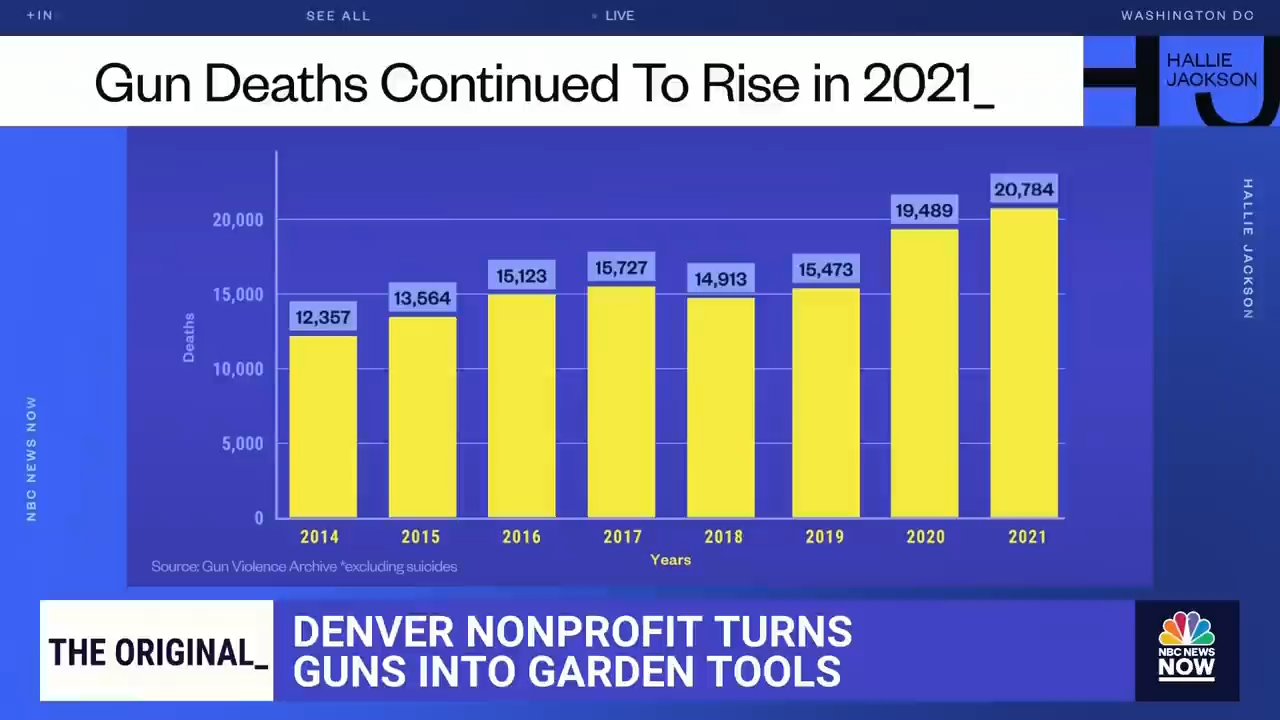 +IN
SEE ALL
LIVE
WASHINGTON DC
Gun Deaths Continued To Rise in 2021_
HALLIE
JACKSON
HJ
20,784
19,489
15,727
15,473
15,123
14,913
13,564
12,357
20,000
15,000
10,000
5,000
0
Deaths
2014 2015 2016 2017 2018 2019 2020 2021
Years
Source: Gun Violence Archive *excluding suicides
NBC NEWS NOW
HALLIE JACKSON
THE ORIGINAL_
DENVER NONPROFIT TURNS
GUNS INTO GARDEN TOOLS
NBC NEWS
NOW